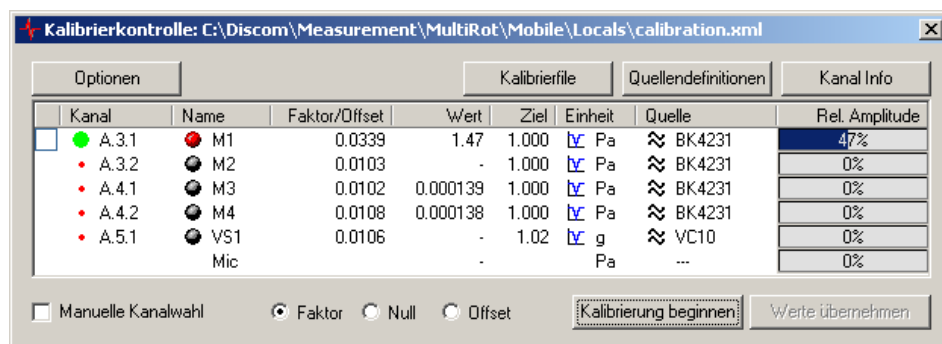 Kalibrierkontrolle: C:\Discom\Measurement\MultiRot\Mobile\Locals\calibration.xml
Optionen Kalibrierfile Quellendefinitionen Kanal Info
Kanal Name Faktor/Offset Wert Ziel Einheit Quelle Rel. Amplitude
A.3.1 M1 0.0339 1.47 1.000 Pa BK4231 47%
A.3.2 M2 0.0103 - 1.000 Pa BK4231 0%
A.4.1 M3 0.0102 0.000139 1.000 Pa BK4231 0%
A.4.2 M4 0.0108 0.000138 1.000 Pa BK4231 0%
A.5.1 VS1 0.0106 - 1.02 g VC10 0%
Mic - Pa --- 0%
Manuelle Kanalwahl Faktor Null Offset Kalibrierung beginnen Werte übernehmen